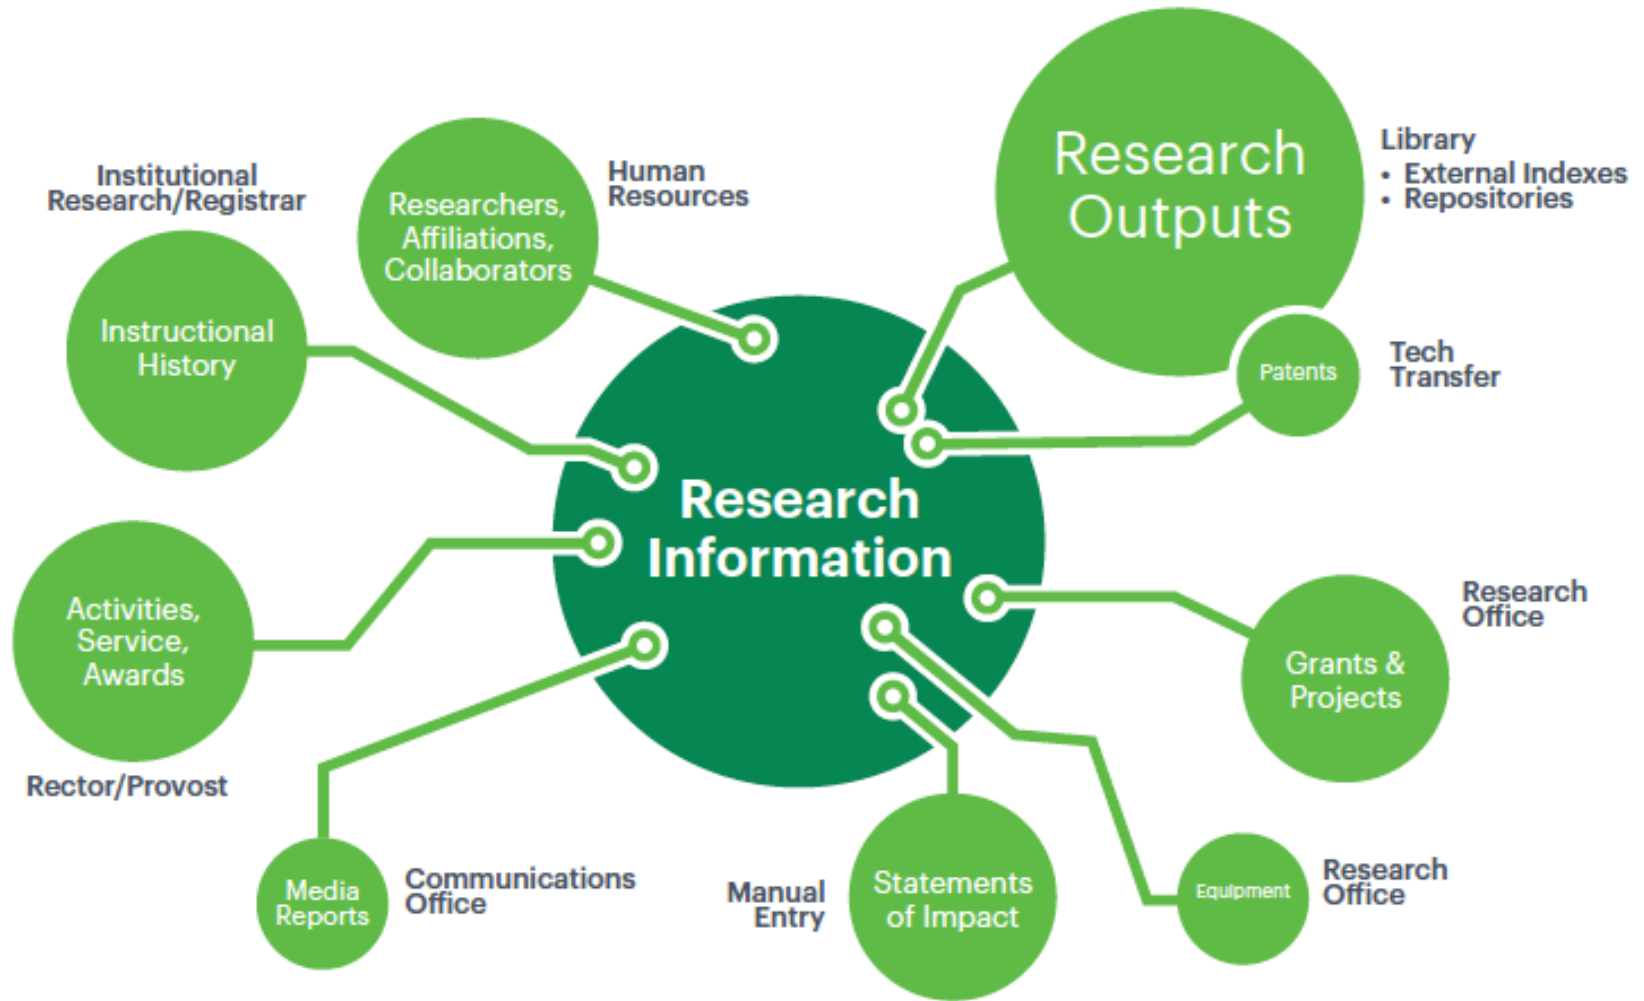 Institutional
Research/Registrar
Instructional
History
Researchers,
Affiliations,
Collaborators
Human
Resources
Research
Outputs
Library
• External Indexes
• Repositories
Patents
Tech
Transfer
Research
Information
Activities,
Service,
Awards
Rector/Provost
Grants &
Projects
Research
Office
Media
Reports
Communications
Office
Manual
Entry
Statements
of Impact
Equipment
Research
Office